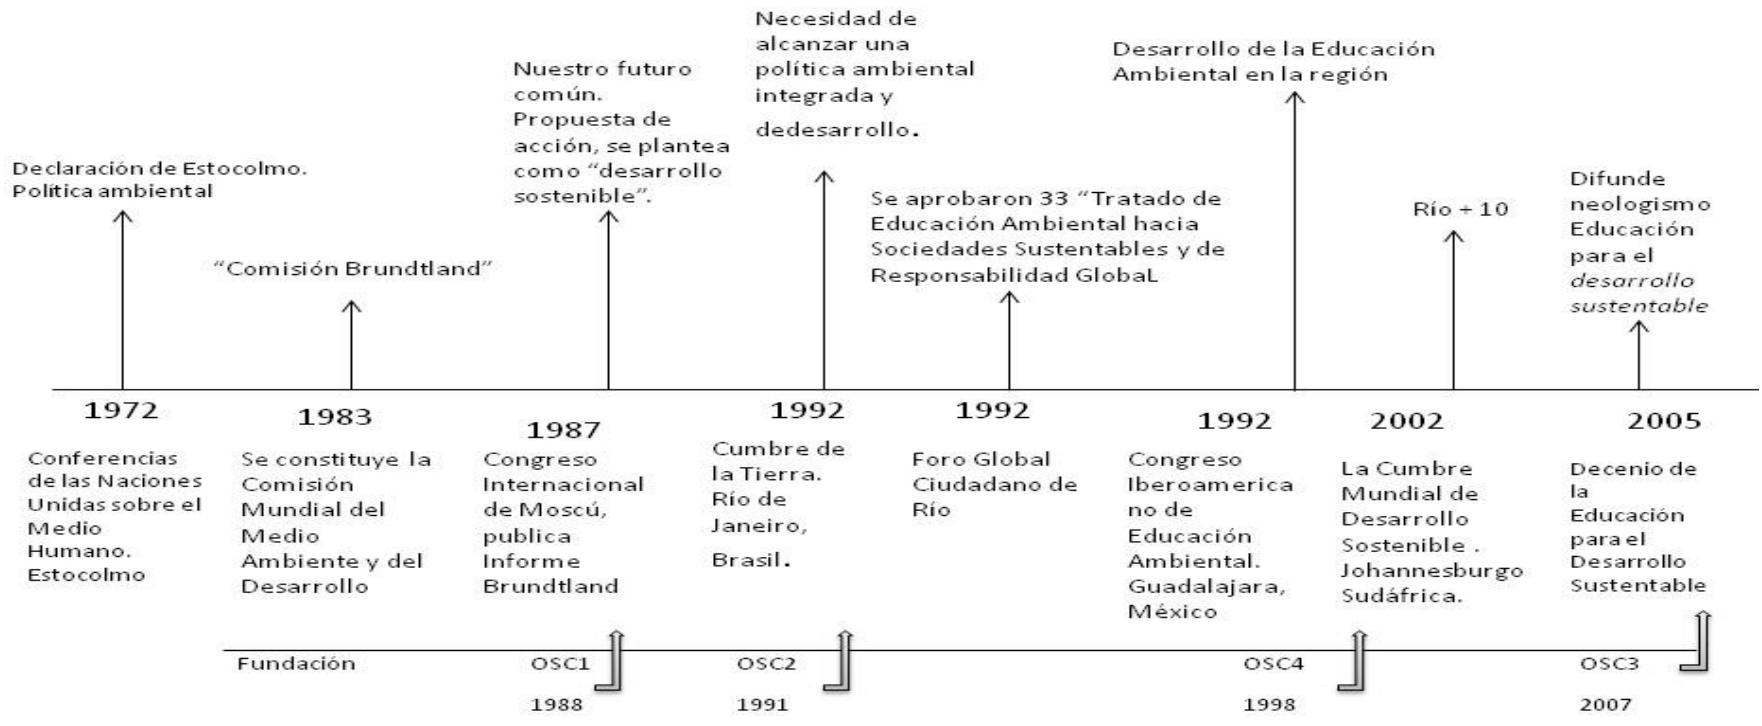 Declaración de Estocolmo.
Política ambiental
“Comisión Brundtland”
Nuestro futuro
común.
Propuesta de
acción, se plantea
como “desarrollo
sostenible”.
Necesidad de
alcanzar una
política ambiental
integrada y
dedesarrollo.
Se aprobaron 33 “Tratado de
Educación Ambiental hacia
Sociedades Sustentables y de
Responsabilidad GlobaL
Desarrollo de la Educación
Ambiental en la región
Río + 10
Difunde
neologismo
Educación
para el
desarrollo
sustentable
1972
1983
1987
1992
1992
1992
2002
2005
Conferencias
de las Naciones
Unidas sobre el
Medio
Humano.
Estocolmo
Se constituye la
Comisión
Mundial del
Medio
Ambiente y del
Desarrollo
Congreso
Internacional
de Moscú,
publica
Informe
Brundtland
Cumbre de
la Tierra.
Río de
Janeiro,
Brasil.
Foro Global
Ciudadano de
Río
Congreso
Iberoamerica
no de
Educación
Ambiental.
Guadalajara,
México
La Cumbre
Mundial de
Desarrollo
Sostenible .
Johannesburgo
Sudáfrica.
Decenio de
la
Educación
para el
Desarrollo
Sustentable
Fundación
OSC1
OSC2
OSC4
OSC3
1988
1991
1998
2007